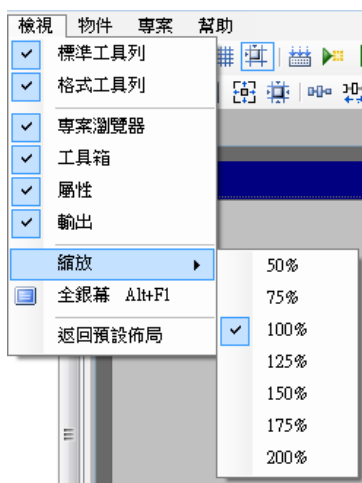 檢視 物件 專案 幫助
標準工具列
格式工具列
專案瀏覽器
工具箱
屬性
輸出
縮放
全銀幕 Alt+F1
返回預設佈局
50%
75%
100%
125%
150%
175%
200%